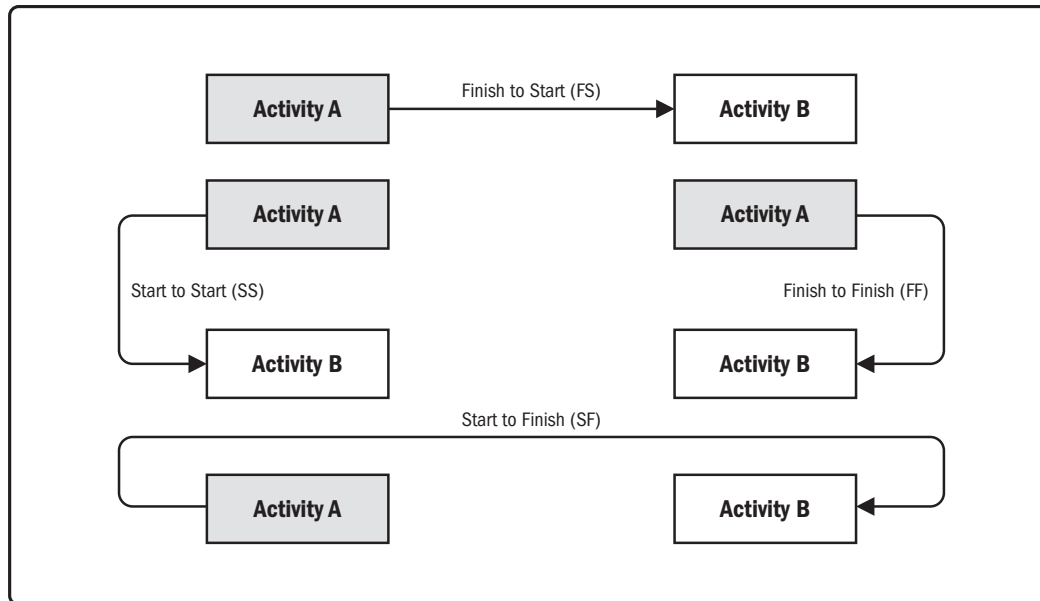 Finish to Start (FS)
Activity A
Activity B
Activity A
Activity A
Start to Start (SS)
Finish to Finish (FF)
Activity B
Activity B
Start to Finish (SF)
Activity A
Activity B